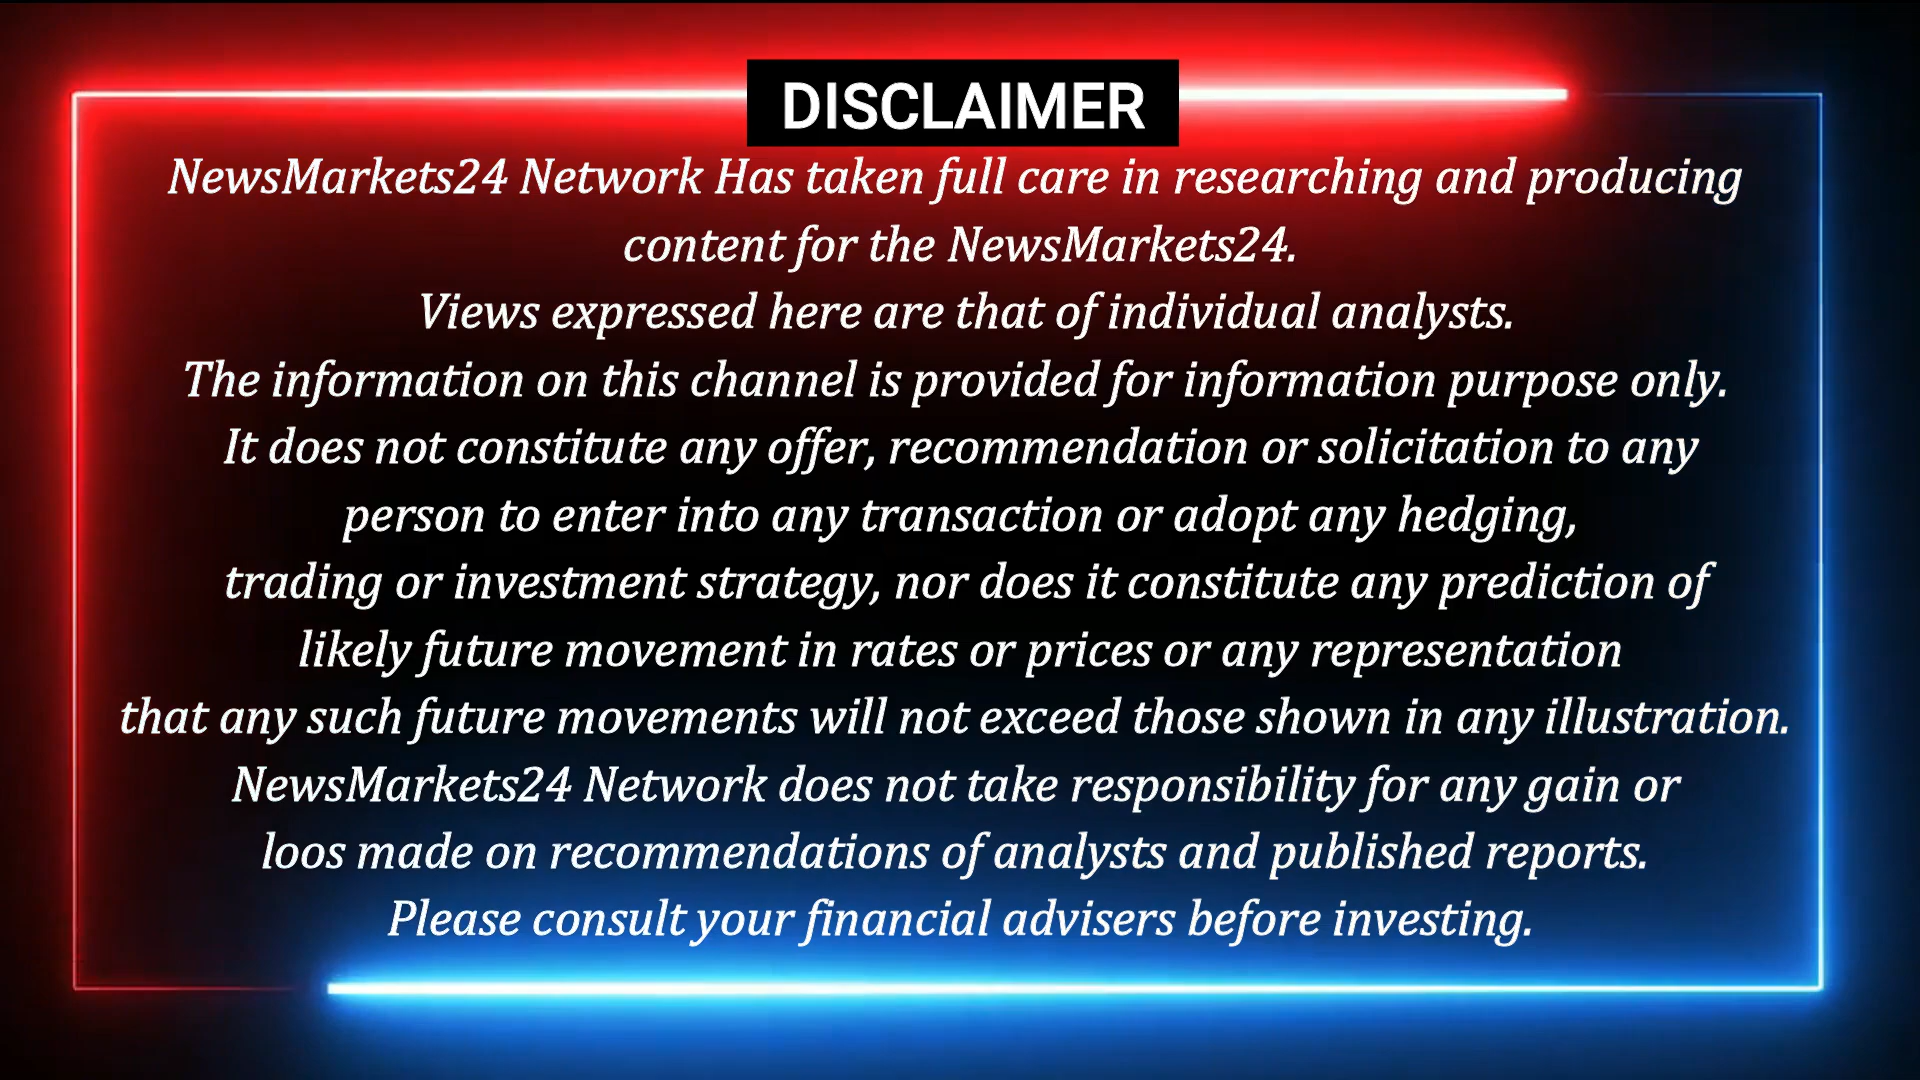 DISCLAIMER
NewsMarkets24 Network Has taken full care in researching and producing
content for the NewsMarkets24.
Views expressed here are that of individual analysts.
The information on this channel is provided for information purpose only.
It does not constitute any offer, recommendation or solicitation to any
person to enter into any transaction or adopt any hedging,
trading or investment strategy, nor does it constitute any prediction of
likely future movement in rates or prices or any representation
that any such future movements will not exceed those shown in any illustration.
NewsMarkets24 Network does not take responsibility for any gain or
loos made on recommendations of analysts and published reports.
Please consult your financial advisers before investing.